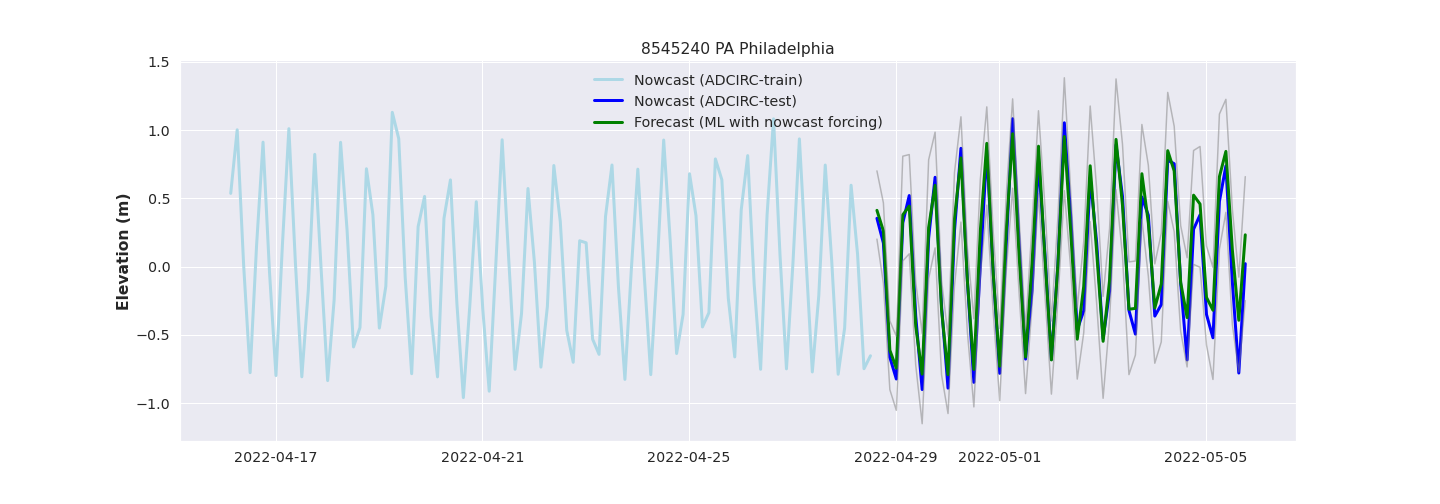 8545240 PA Philadelphia
Nowcast (ADCIRC-train)
Nowcast (ADCIRC-test)
Forecast (ML with nowcast forcing)
Elevation (m)
1.5
1.0
0.5
0.0
−0.5
−1.0
2022-04-17 2022-04-21 2022-04-25 2022-04-29 2022-05-01 2022-05-05